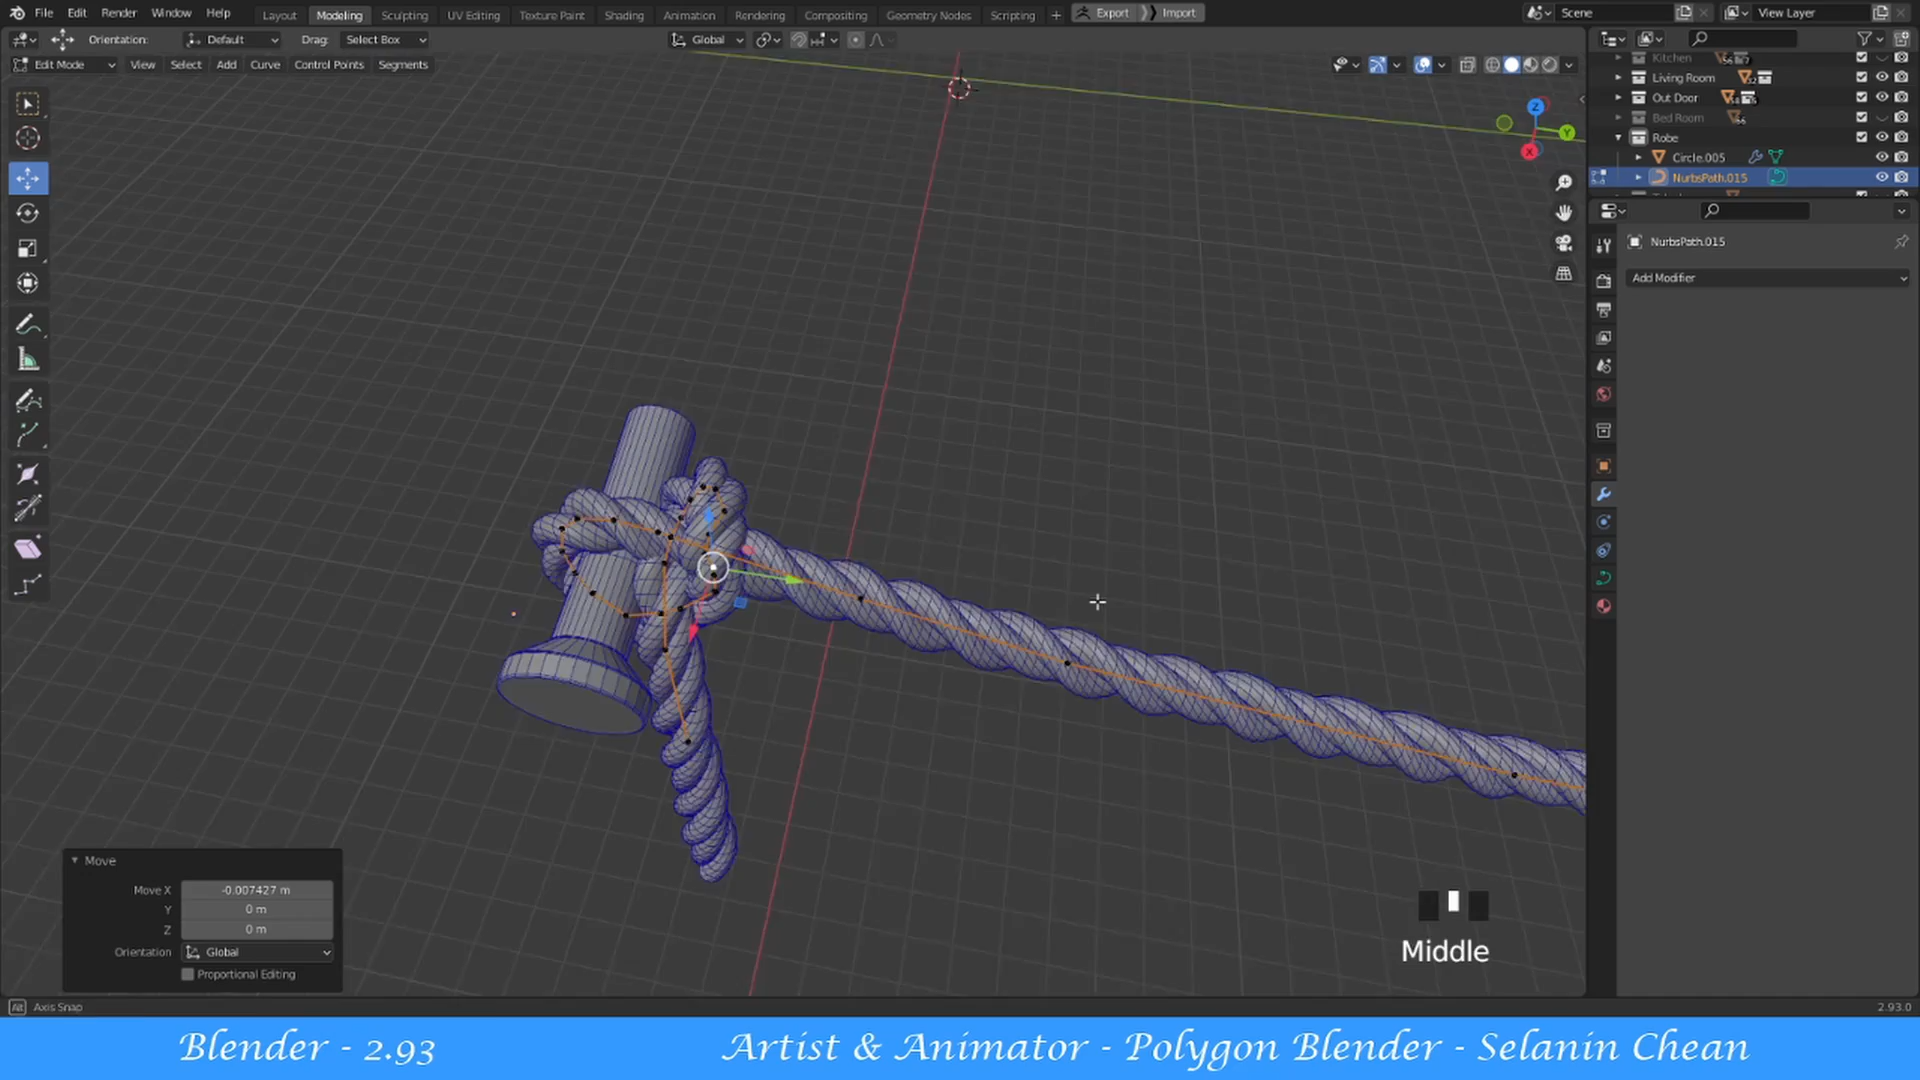 File Edit Render Window Help
Layout Modeling Sculpting UV Editing Texture Paint Shading Animation Rendering Compositing Geometry Nodes Scripting + Export Import
Scene
View Layer
Orientation: Default Drag: Select Box
Global
Edit Mode View Select Add Curve Control Points Segments
Kitchen
Living Room
Out Door
Bed Room
Robe
Circle.005
NurbsPath.015
NurbsPath.015
Add Modifier
Z
Y
X
Move
Move X -0.007427 m
Y 0 m
Z 0 m
Orientation Global
Proportional Editing
Middle
Axis Snap
2.93.0
Blender - 2.93
Artist & Animator - Polygon Blender - Selanin Chean